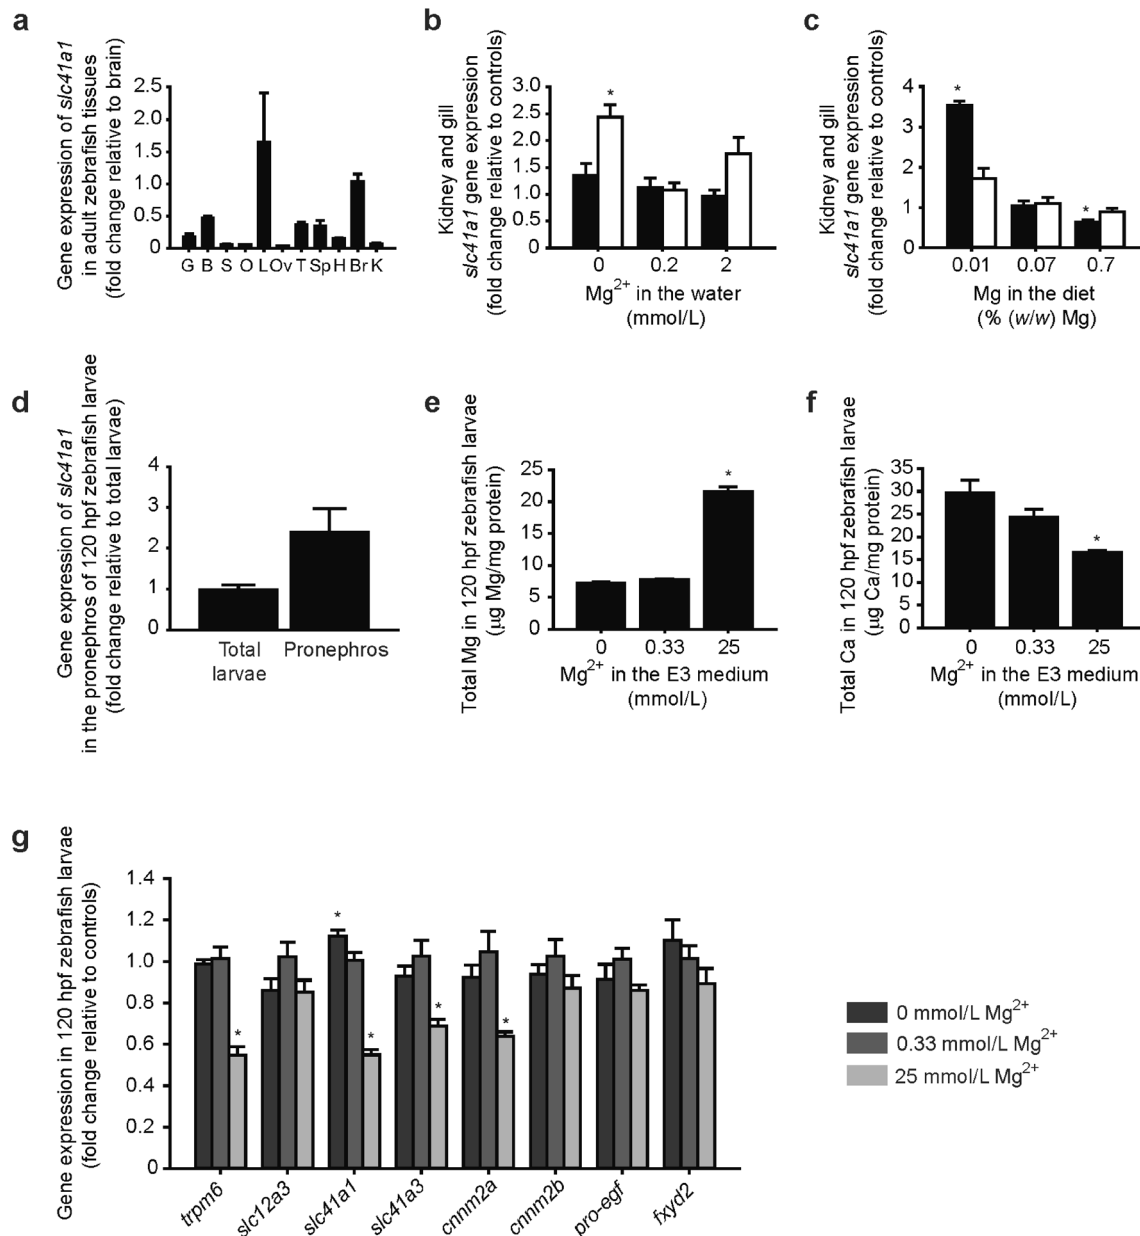 a
Gene expression of slc41a1
in adult zebrafish tissues
(fold change relative to brain)
2.5
2.0
1.5
1.0
0.5
0
G B S O L Ov T Sp H Br K
b
Kidney and gill
slc41a1 gene expression
(fold change relative to controls)
3.0
2.5
2.0
1.5
1.0
0.5
0.0
*
0 0.2 2
Mg2+ in the water
(mmol/L)
c
Kidney and gill
slc41a1 gene expression
(fold change relative to controls)
4
3
2
1
0
*
*
0.01 0.07 0.7
Mg in the diet
(% (w/w) Mg)
d
Gene expression of slc41a1
in the pronephros of 120 hpf zebrafish larvae
(fold change relative to total larvae)
4
3
2
1
0
Total
larvae
Pronephros
e
Total Mg in 120 hpf zebrafish larvae
(µg Mg/mg protein)
25
20
15
10
5
0
*
0 0.33 25
Mg2+ in the E3 medium
(mmol/L)
f
Total Ca in 120 hpf zebrafish larvae
(µg Ca/mg protein)
35
30
25
20
15
10
5
0
*
0 0.33 25
Mg2+ in the E3 medium
(mmol/L)
g
Gene expression in 120 hpf zebrafish larvae
(fold change relative to controls)
1.4
1.2
1.0
0.8
0.6
0.4
0.2
0
* * * * *
trpm6
slc12a3
slc41a1
slc41a3
cnnm2a
cnnm2b
pro-egf
fxyd2
0 mmol/L Mg2+
0.33 mmol/L Mg2+
25 mmol/L Mg2+